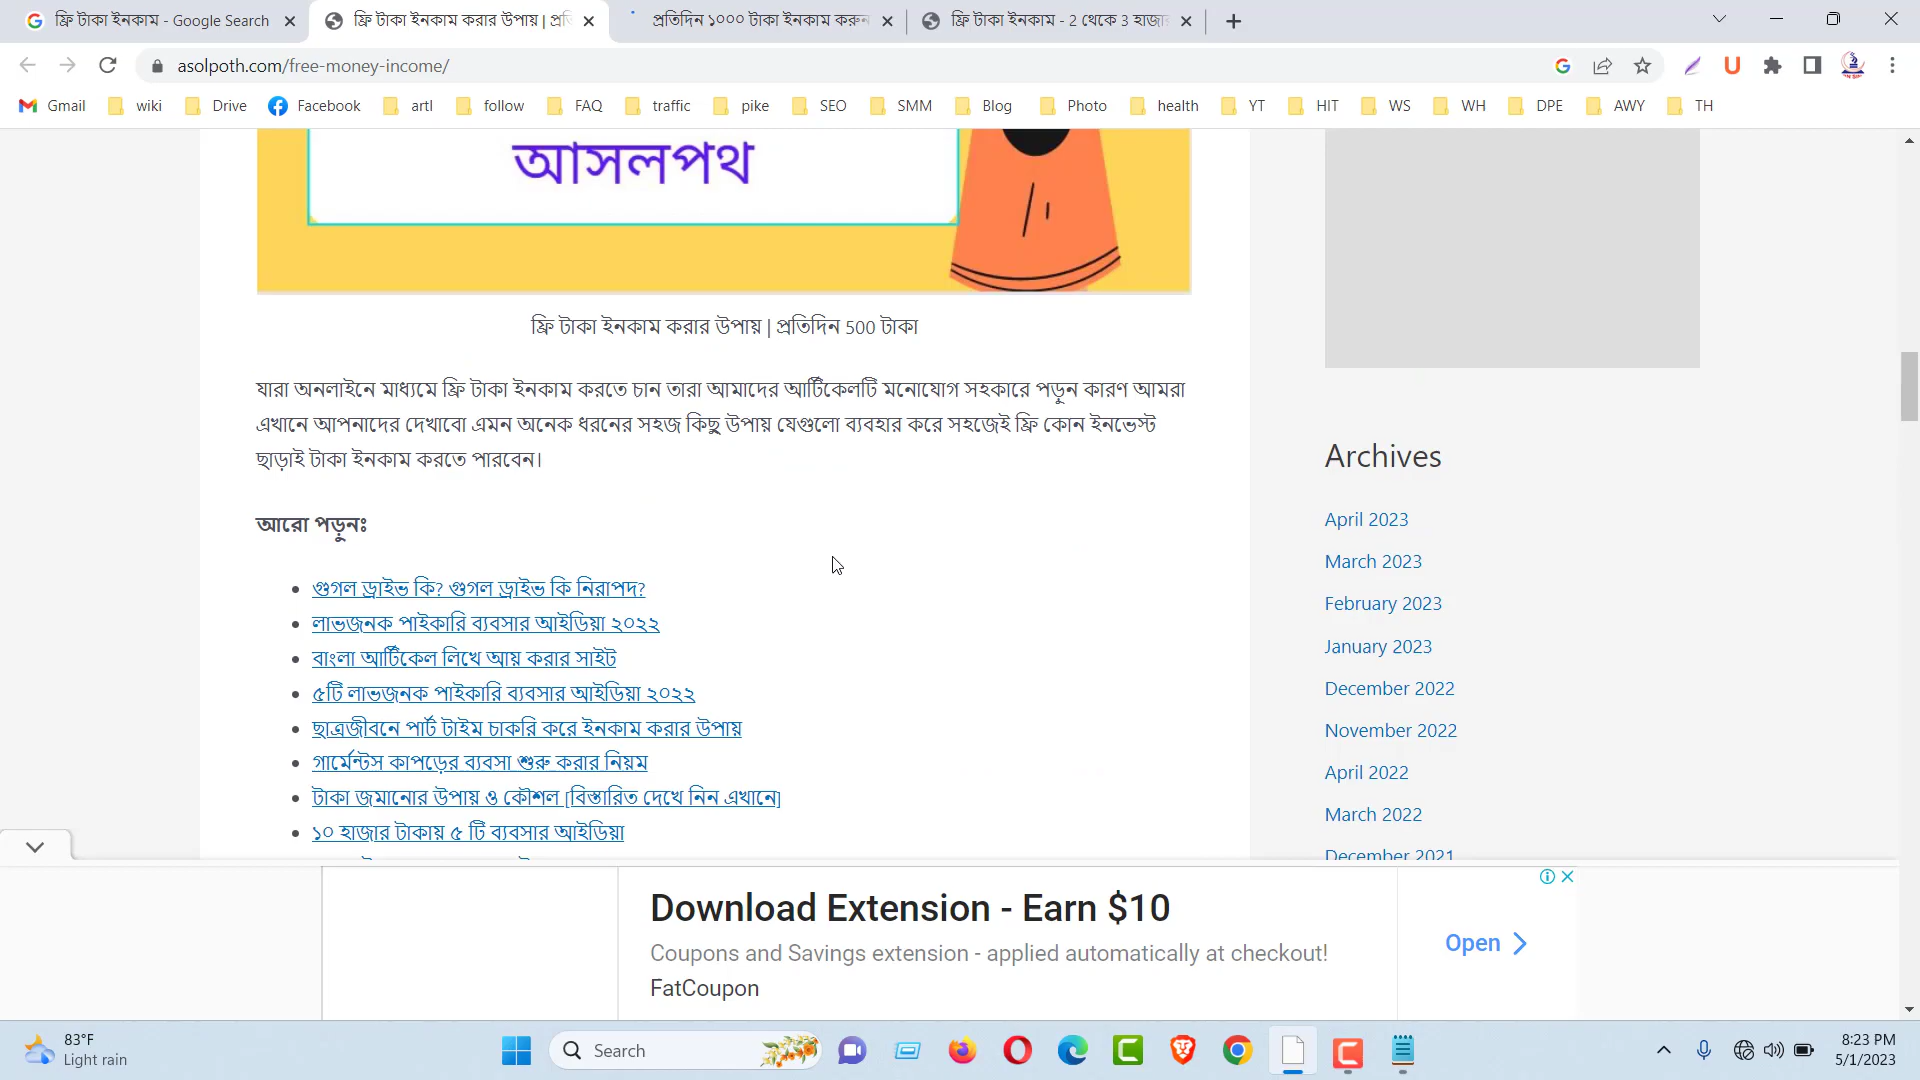 ফ্রি টাকা ইনকাম - Google Search
ফ্রি টাকা ইনকাম করার উপায় | প্রতি
প্রতিদিন ১০০০ টাকা ইনকাম করুন
ফ্রি টাকা ইনকাম - 2 থেকে 3 হাজার
asolpoth.com/free-money-income/
Gmail wiki Drive Facebook artl follow FAQ traffic pike SEO SMM Blog Photo health YT HIT WS WH DPE AWY TH
আসলপথ
ফ্রি টাকা ইনকাম করার উপায় | প্রতিদিন 500 টাকা
যারা অনলাইনে মাধ্যমে ফ্রি টাকা ইনকাম করতে চান তারা আমাদের আর্টিকেলটি মনোযোগ সহকারে পড়ুন কারণ আমরা
এখানে আপনাদের দেখাবো এমন অনেক ধরনের সহজ কিছু উপায় যেগুলো ব্যবহার করে সহজেই ফ্রি কোন ইনভেস্ট
ছাড়াই টাকা ইনকাম করতে পারবেন।
আরো পড়ুনঃ
গুগল ড্রাইভ কি? গুগল ড্রাইভ কি নিরাপদ?
লাভজনক পাইকারি ব্যবসার আইডিয়া ২০২২
বাংলা আর্টিকেল লিখে আয় করার সাইট
৫টি লাভজনক পাইকারি ব্যবসার আইডিয়া ২০২২
ছাত্রজীবনে পার্ট টাইম চাকরি করে ইনকাম করার উপায়
গার্মেন্টস কাপড়ের ব্যবসা শুরু করার নিয়ম
টাকা জমানোর উপায় ও কৌশল [বিস্তারিত দেখে নিন এখানে]
১০ হাজার টাকায় ৫ টি ব্যবসার আইডিয়া
Archives
April 2023
March 2023
February 2023
January 2023
December 2022
November 2022
April 2022
March 2022
December 2021
Download Extension - Earn $10
Coupons and Savings extension - applied automatically at checkout!
FatCoupon
Open
83°F
Light rain
Search
8:23 PM
5/1/2023